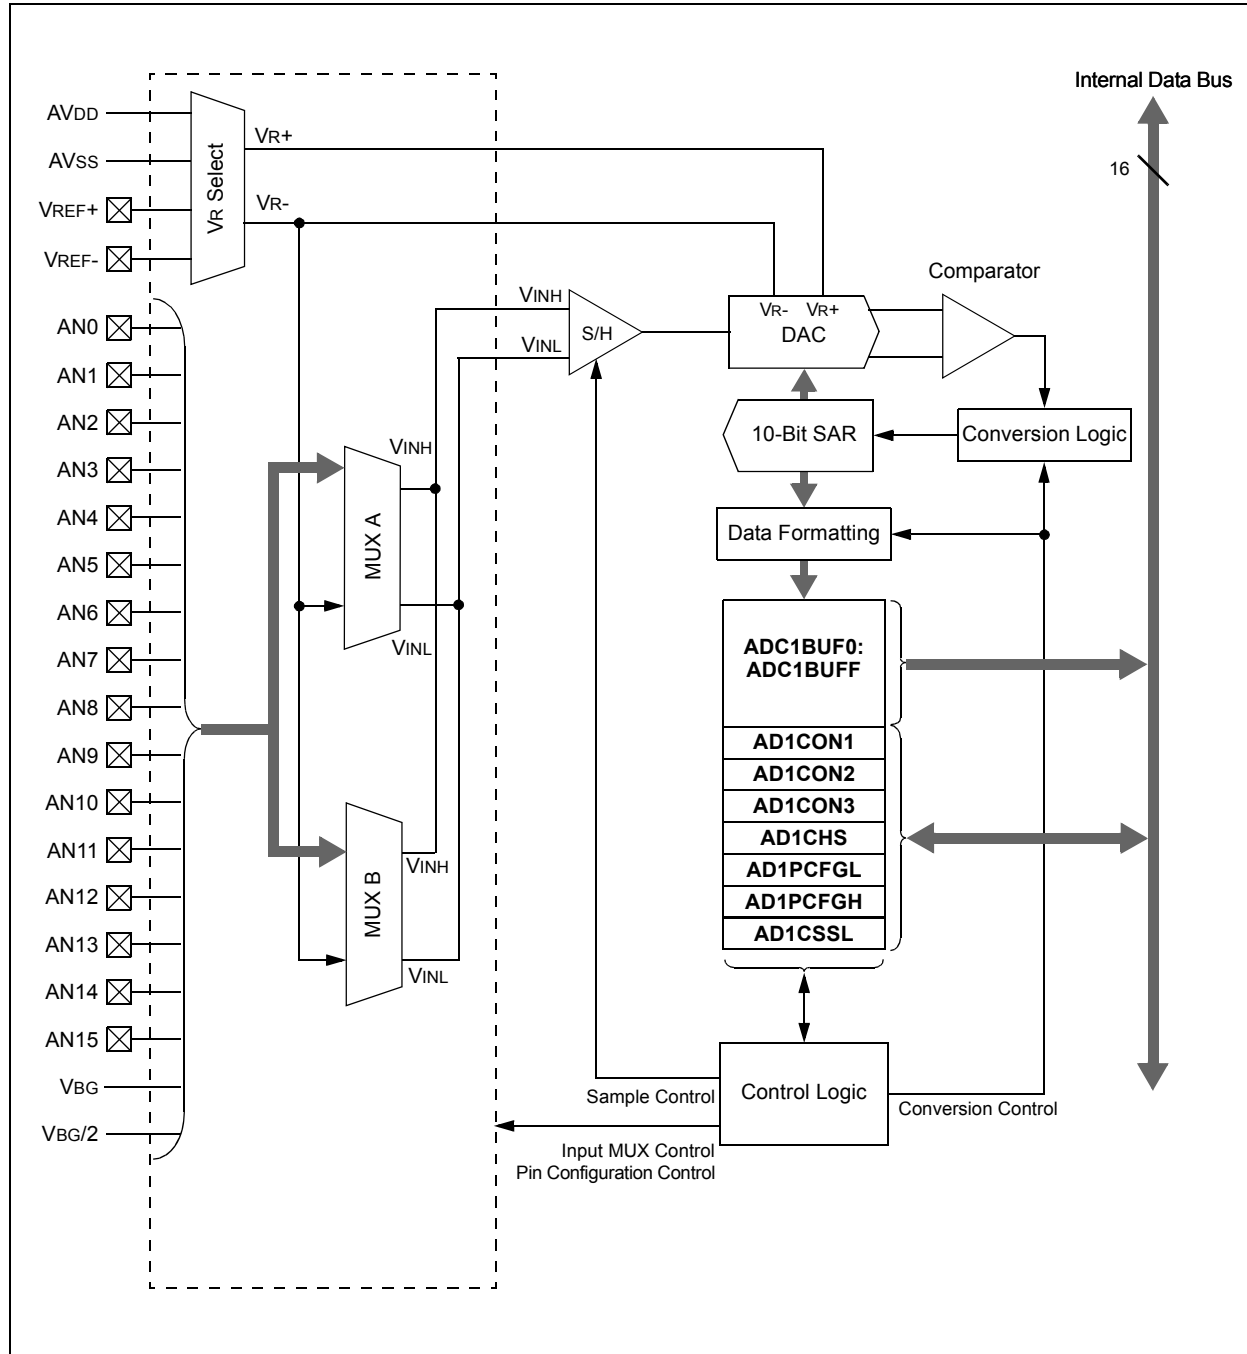 Internal Data Bus
16
AVDD
AVSS
VREF+
VREF-
VR Select
VR+
VR-
AN0
AN1
AN2
AN3
AN4
AN5
AN6
AN7
AN8
AN9
AN10
AN11
AN12
AN13
AN14
AN15
VBG
VBG/2
MUX A
VINH
VINL
MUX B
VINH
VINL
VINH
VINL
S/H
VR- VR+
DAC
Comparator
10-Bit SAR
Conversion Logic
Data Formatting
ADC1BUF0:
ADC1BUFF
AD1CON1
AD1CON2
AD1CON3
AD1CHS
AD1PCFGL
AD1PCFGH
AD1CSSL
Control Logic
Sample Control
Conversion Control
Input MUX Control
Pin Configuration Control